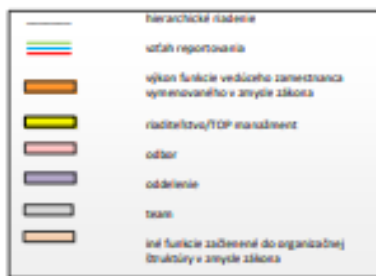 hierarchické riadenie
vzťah reportovania
výkon funkcie vedúceho zamestnanca
vymenovaného v zmysle zákona
riaditeľstvo/TOP manažment
odbor
oddelenie
team
iné funkcie začlenené do organizačnej
štruktúry v zmysle zákona